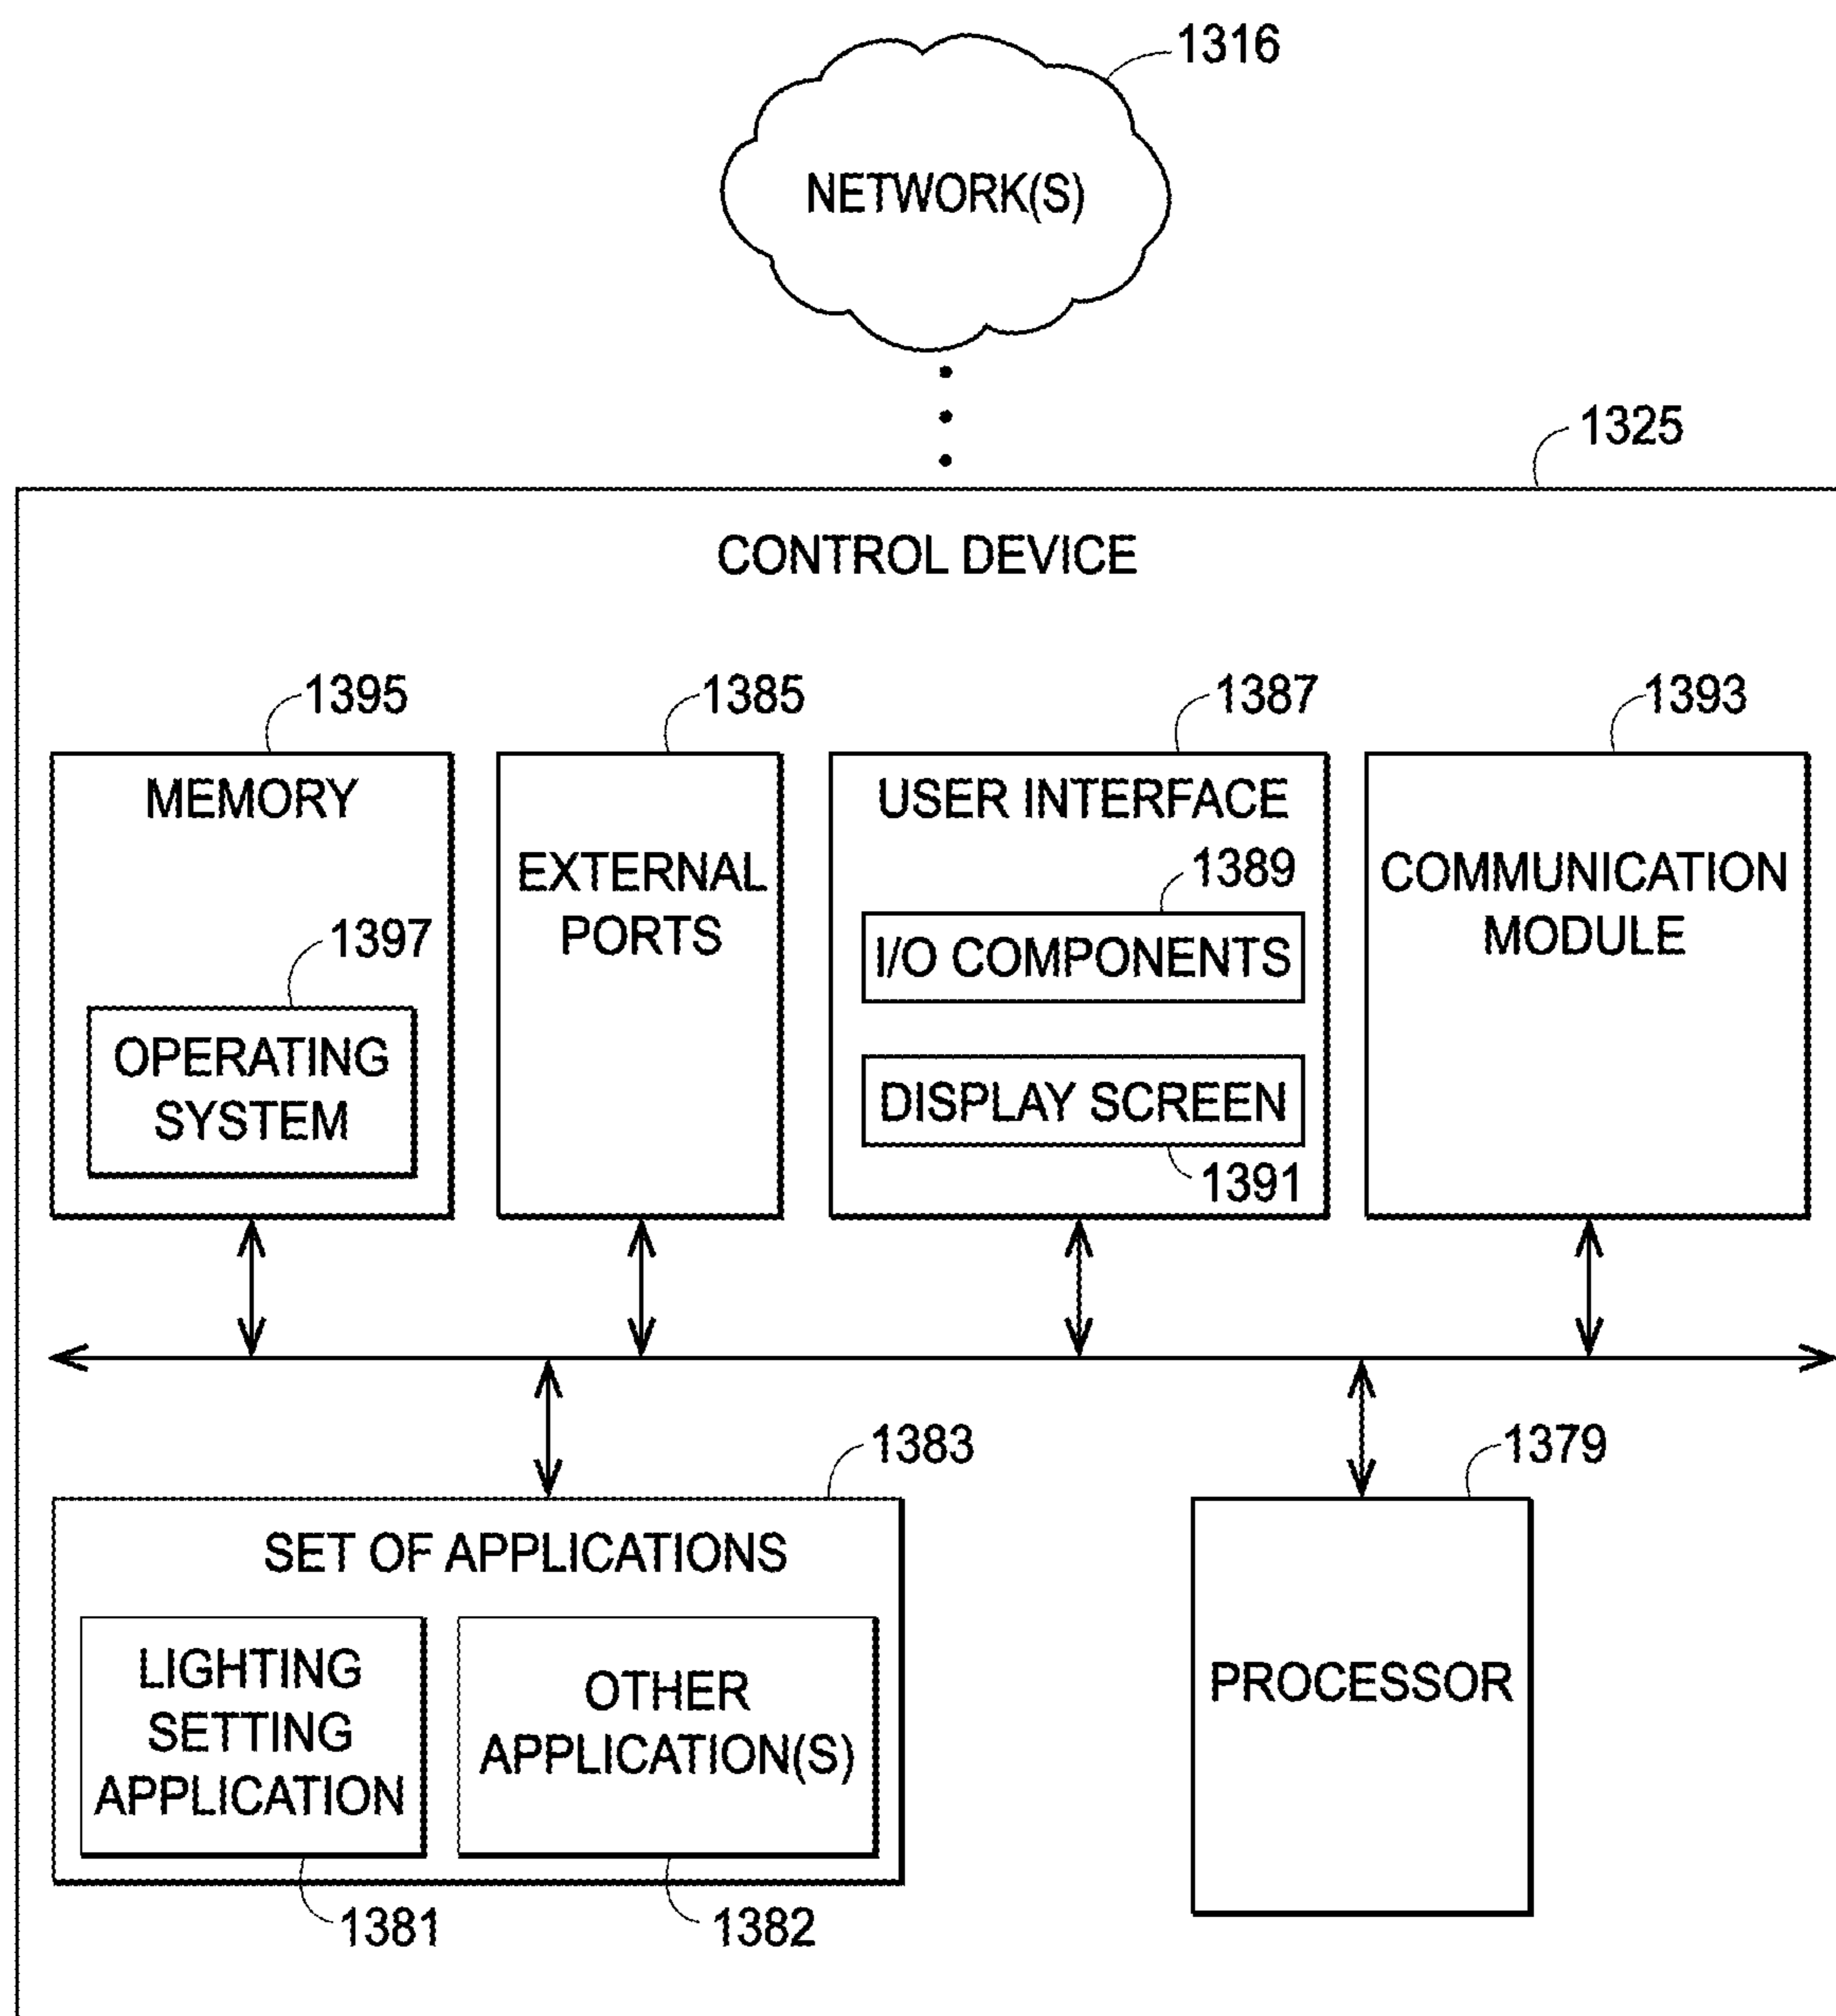 1316
NETWORK(S)
1325
CONTROL DEVICE
1395
1385
1387
1393
MEMORY
EXTERNAL
PORTS
USER INTERFACE
COMMUNICATION
MODULE
1397
OPERATING
SYSTEM
1389
I/O COMPONENTS
DISPLAY SCREEN
1391
1383
1379
SET OF APPLICATIONS
LIGHTING
SETTING
APPLICATION
OTHER
APPLICATION(S)
PROCESSOR
1381
1382